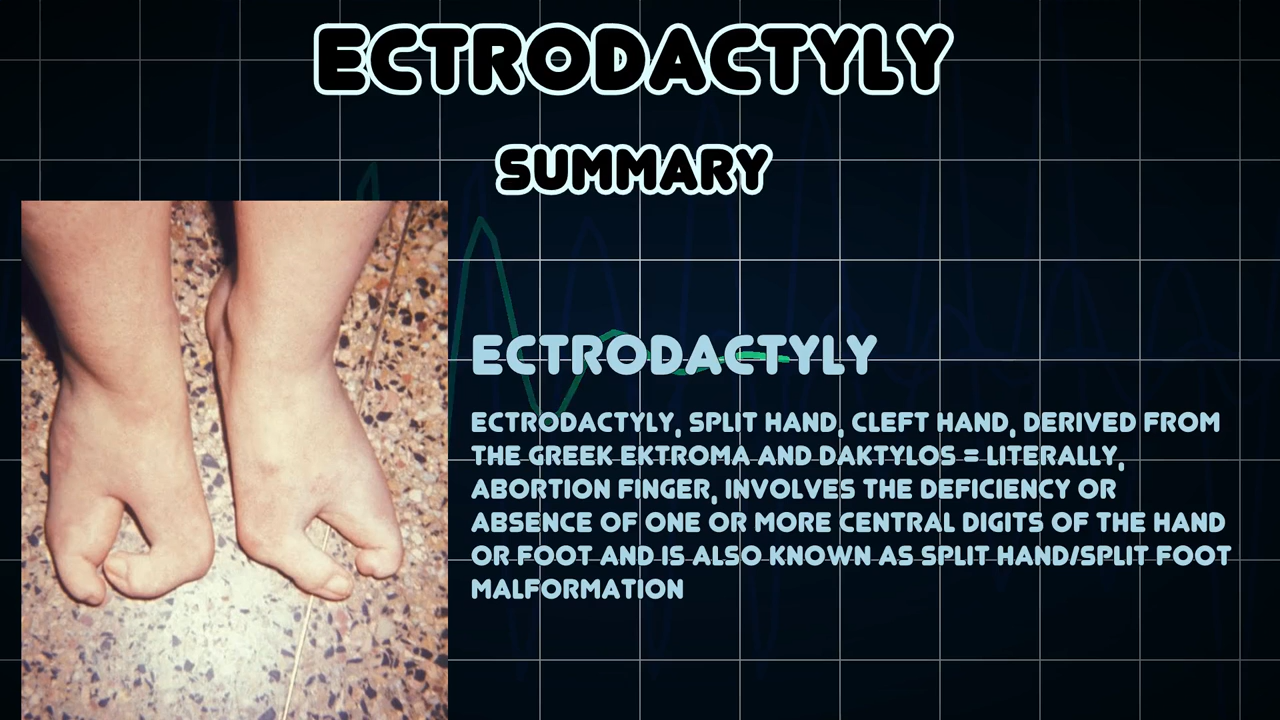 ECTRODACTYLY
SUMMARY
ECTRODACTYLY
ECTRODACTYLY, SPLIT HAND, CLEFT HAND, DERIVED FROM
THE GREEK EKTROMA AND DAKTYLOS = LITERALLY,
ABORTION FINGER, INVOLVES THE DEFICIENCY OR
ABSENCE OF ONE OR MORE CENTRAL DIGITS OF THE HAND
OR FOOT AND IS ALSO KNOWN AS SPLIT HAND/SPLIT FOOT
MALFORMATION